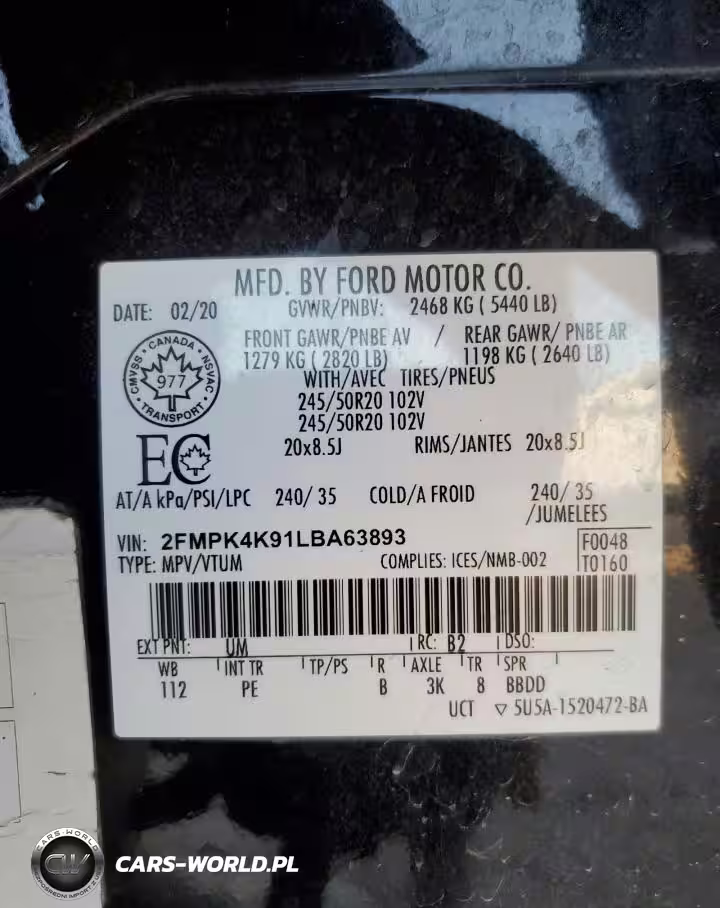 MFD. BY FORD MOTOR CO.
DATE: 02/20 GVWR/PNBV: 2468 KG ( 5440 LB)
FRONT GAWR/PNBE AV / REAR GAWR/ PNBE AR
1279 KG ( 2820 LB) 1198 KG ( 2640 LB)
WITH/AVEC TIRES/PNEUS
245/50R20 102V
245/50R20 102V
20x8.5J RIMS/JANTES 20x8.5J
CMVSS • CANADA • NSVAC • TRANSPORT •
977
EC
AT/A kPa/PSI/LPC 240/ 35 COLD/A FROID 240/ 35
/JUMELEES
VIN: 2FMPK4K91LBA63893 F0048
TYPE: MPV/VTUM COMPLIES: ICES/NMB-002 T0160
EXT PNT: UM RC: B2 DSO:
WB INT TR TP/PS R AXLE TR SPR
112 PE B 3K 8 BBDD
UCT ▽ 5U5A-1520472-BA
CARS-WORLD
CW
CARS-WORLD.PL